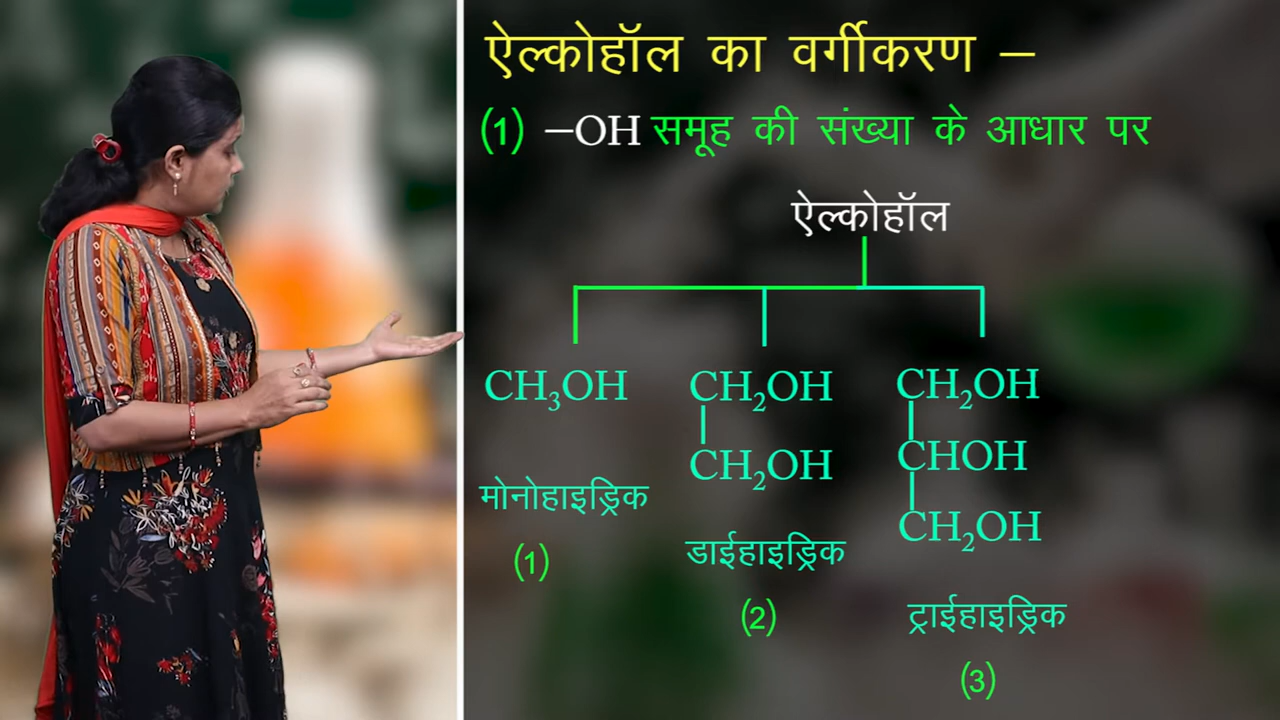 ऐल्कोहॉल का वर्गीकरण –
(1) –OH समूह की संख्या के आधार पर
ऐल्कोहॉल
CH₃OH
CH₂OH
CH₂OH
CH₂OH
CHOH
CH₂OH
मोनोहाइड्रिक
(1)
डाईहाइड्रिक
(2)
ट्राईहाइड्रिक
(3)